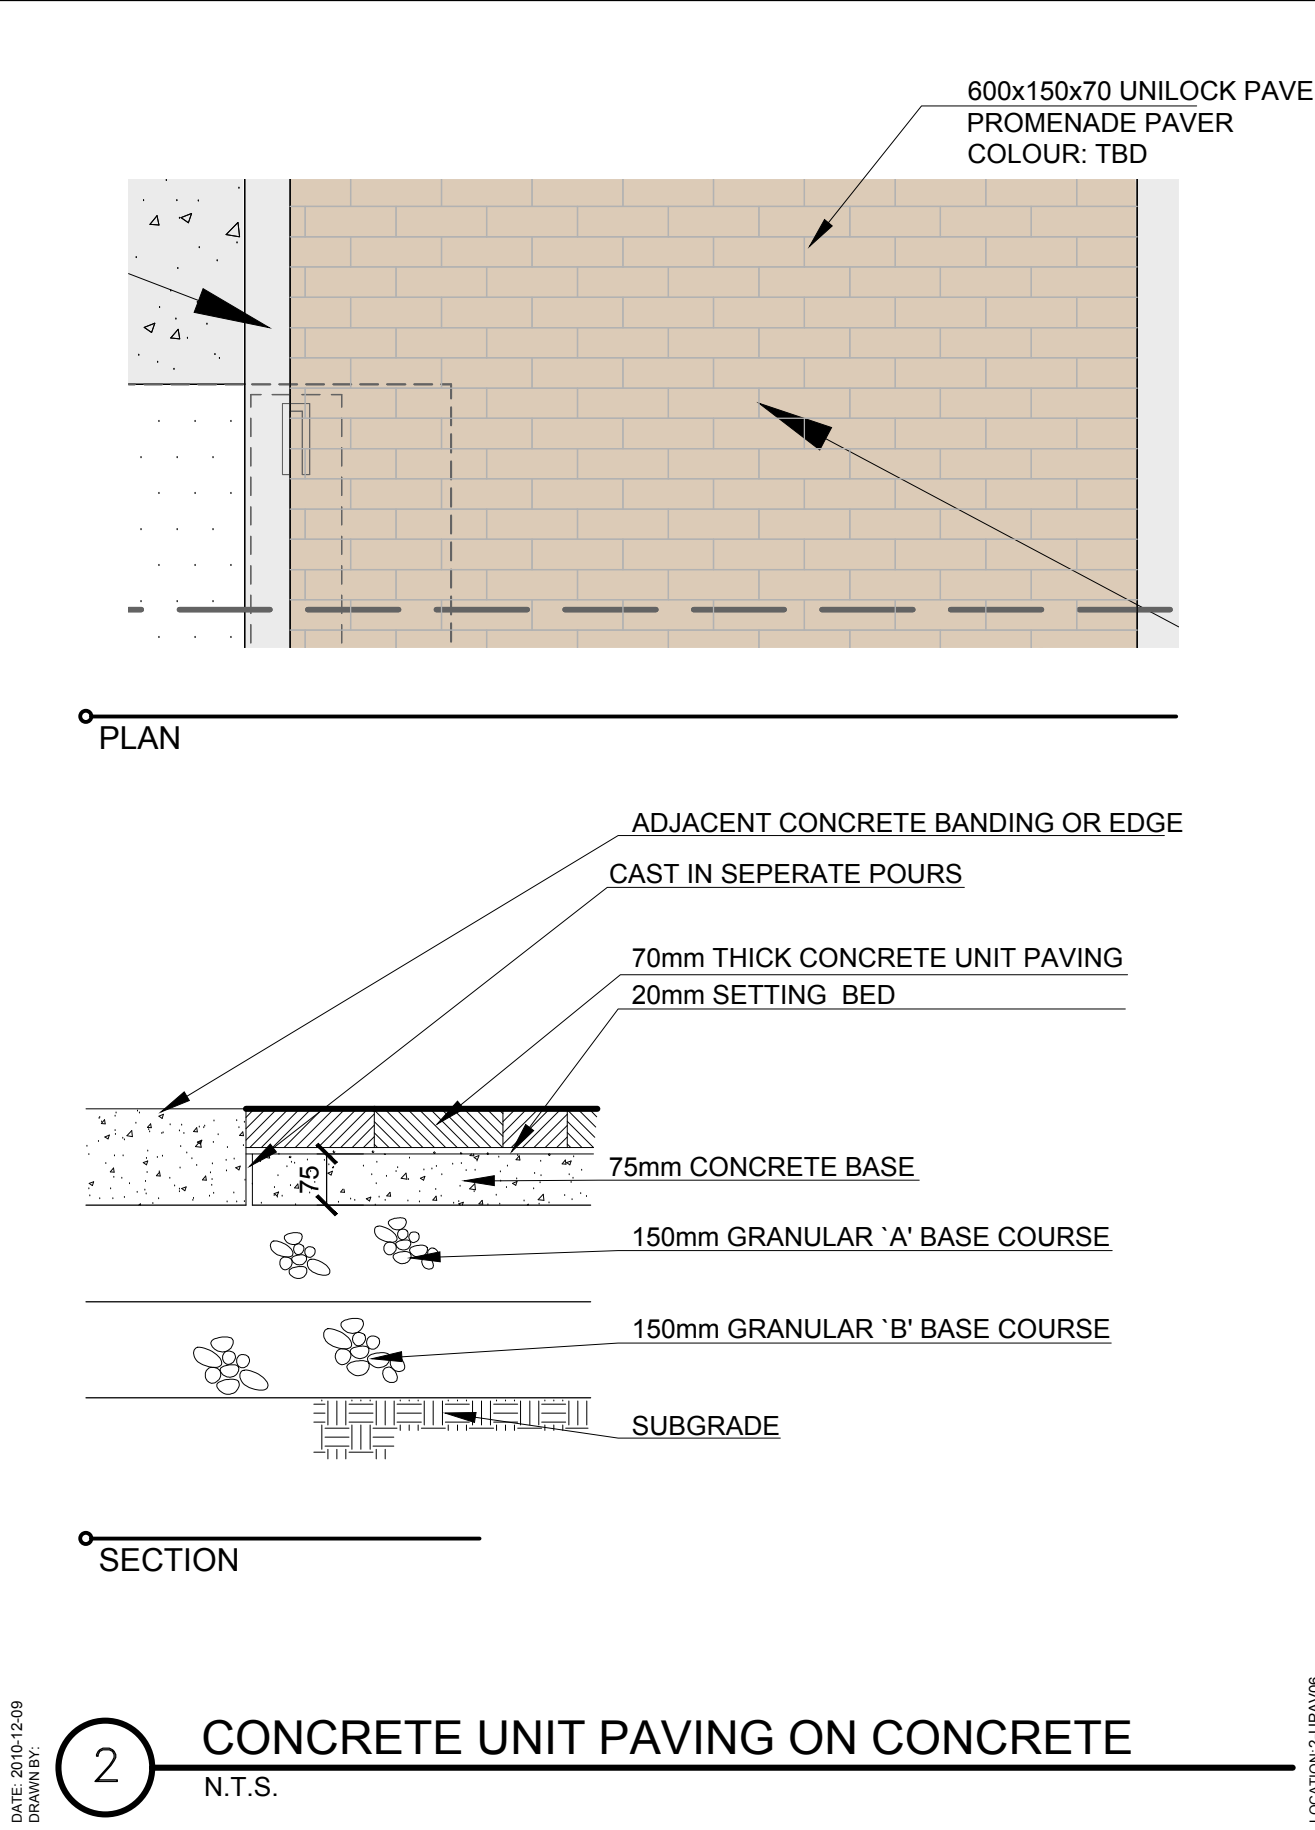 600x150x70 UNILOCK PAVE
PROMENADE PAVER
COLOUR: TBD
PLAN
ADJACENT CONCRETE BANDING OR EDGE
CAST IN SEPERATE POURS
70mm THICK CONCRETE UNIT PAVING
20mm SETTING BED
75
75mm CONCRETE BASE
150mm GRANULAR `A' BASE COURSE
150mm GRANULAR `B' BASE COURSE
SUBGRADE
SECTION
DATE: 2010-12-09
DRAWN BY:
2
CONCRETE UNIT PAVING ON CONCRETE
N.T.S.